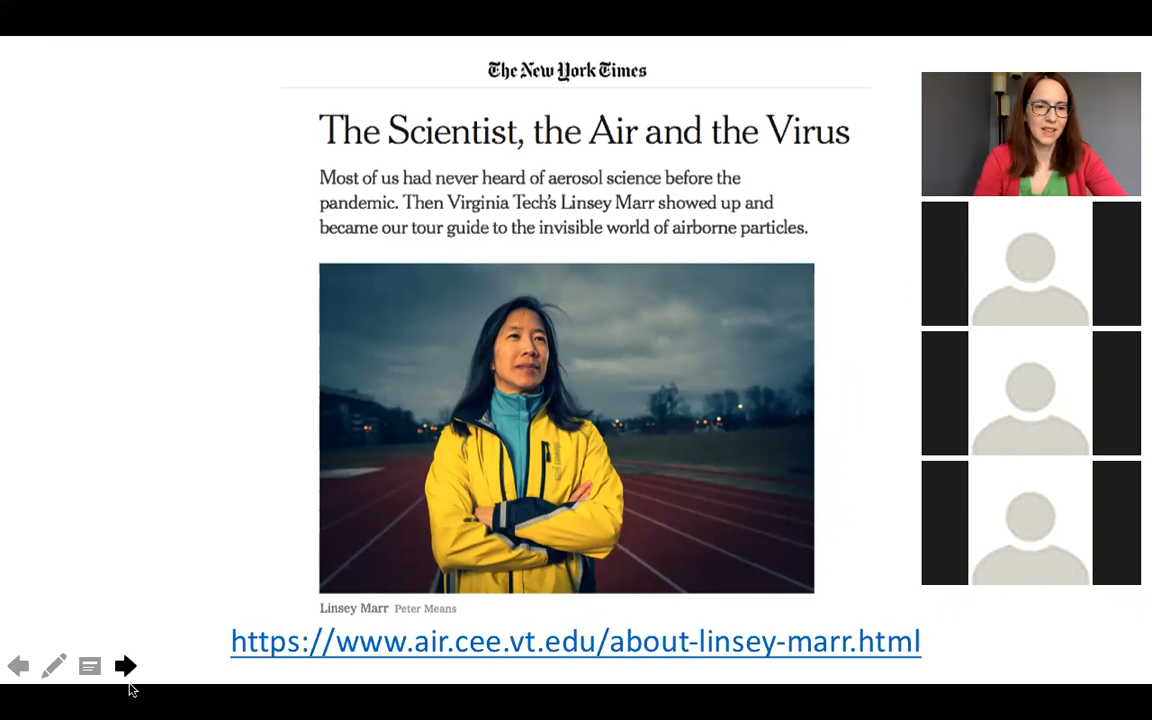 The New York Times
The Scientist, the Air and the Virus
Most of us had never heard of aerosol science before the
pandemic. Then Virginia Tech's Linsey Marr showed up and
became our tour guide to the invisible world of airborne particles.
Linsey Marr Peter Means
https://www.air.cee.vt.edu/about-linsey-marr.html